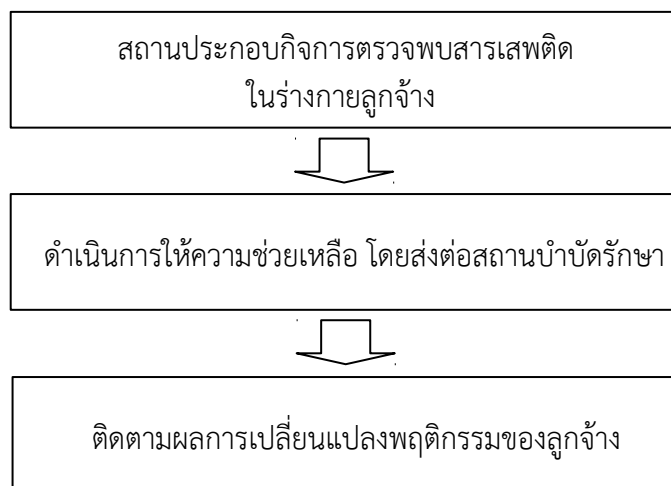 สถานประกอบกิจการตรวจพบสารเสพติด
ในร่างกายลูกจ้าง
ดำเนินการให้ความช่วยเหลือ โดยส่งต่อสถานบำบัดรักษา
ติดตามผลการเปลี่ยนแปลงพฤติกรรมของลูกจ้าง